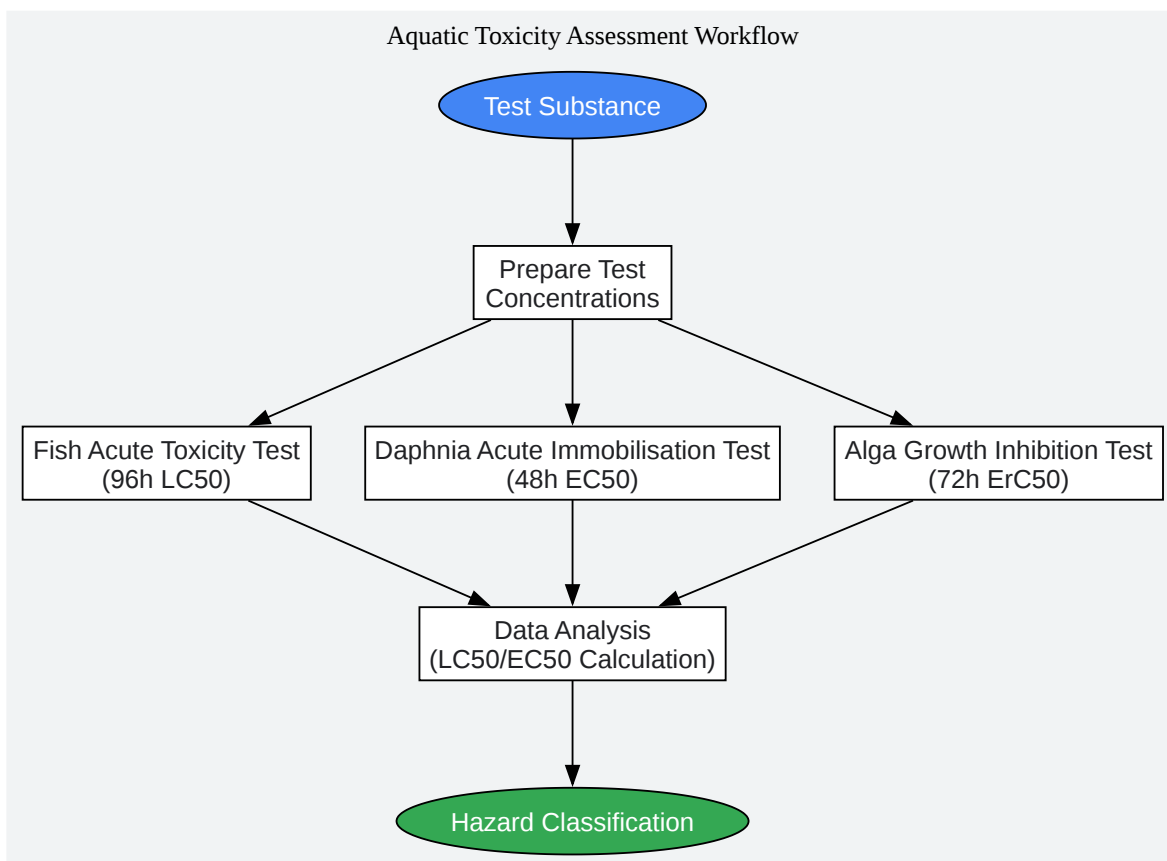 Aquatic Toxicity Assessment Workflow
Test Substance
Prepare Test
Concentrations
Fish Acute Toxicity Test
(96h LC50)
Daphnia Acute Immobilisation Test
(48h EC50)
Alga Growth Inhibition Test
(72h ErC50)
Data Analysis
(LC50/EC50 Calculation)
Hazard Classification